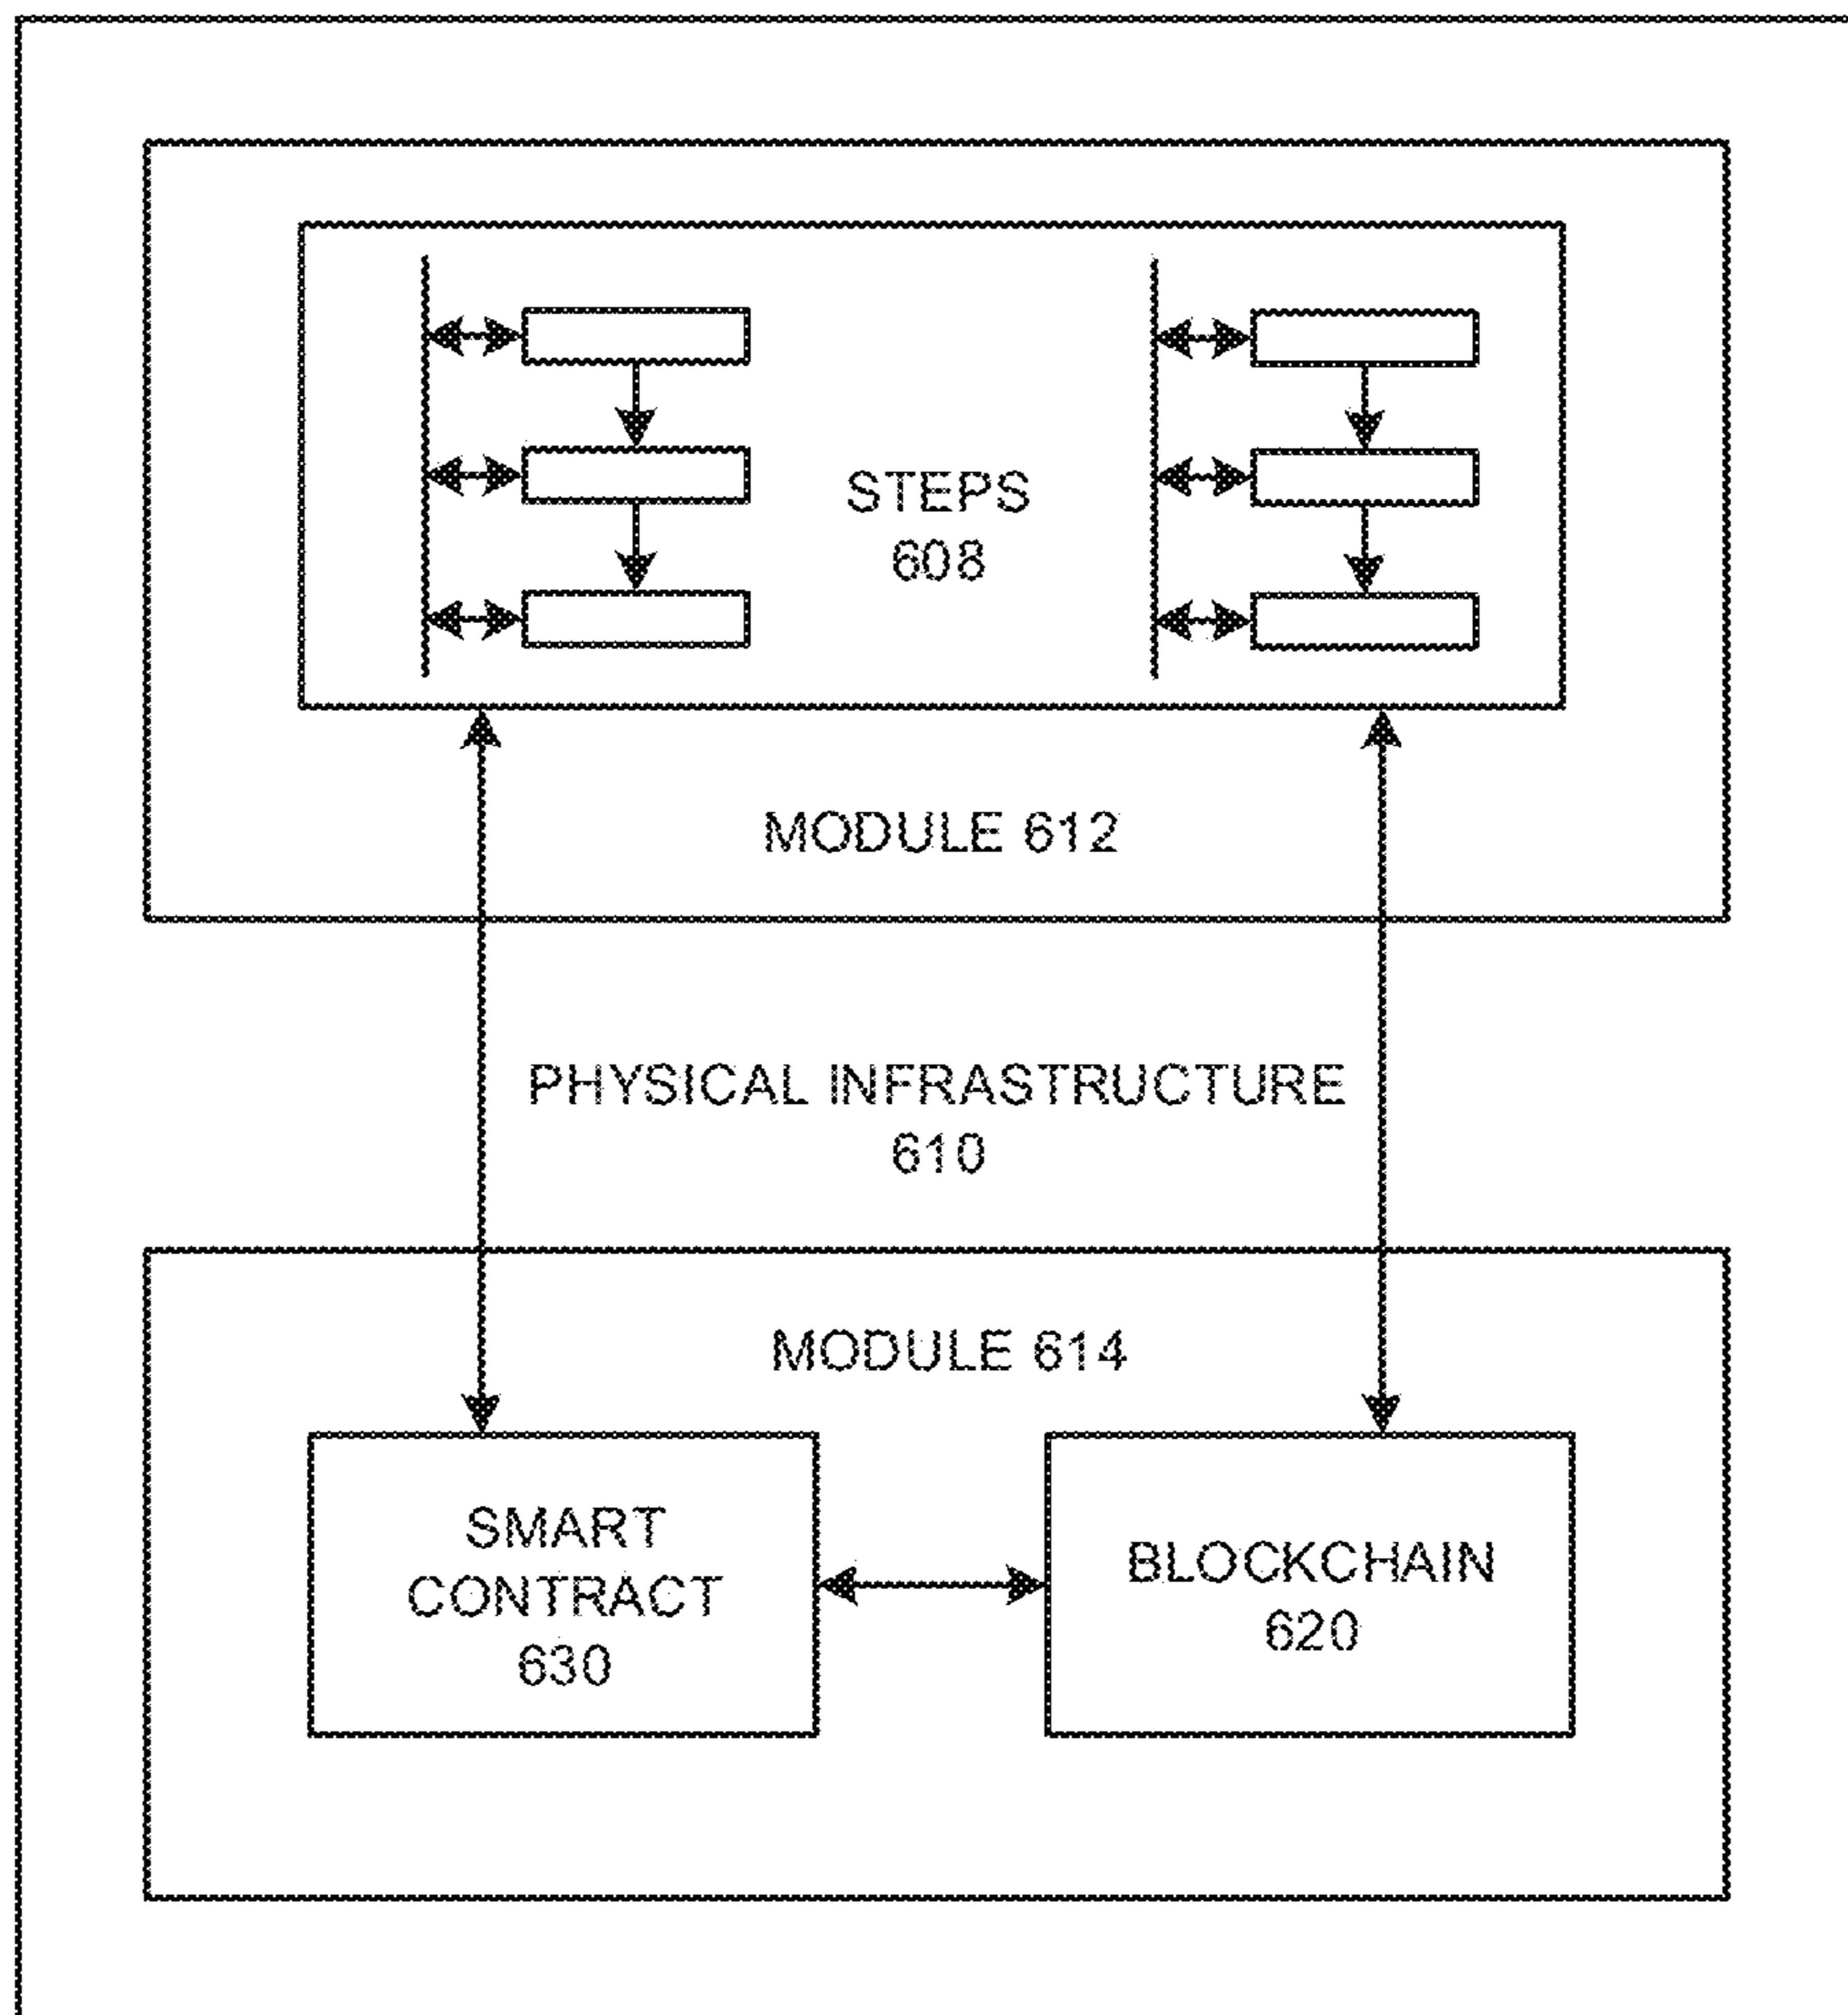 STEPS
608
MODULE 612
PHYSICAL INFRASTRUCTURE
610
MODULE 614
SMART
CONTRACT
630
BLOCKCHAIN
620